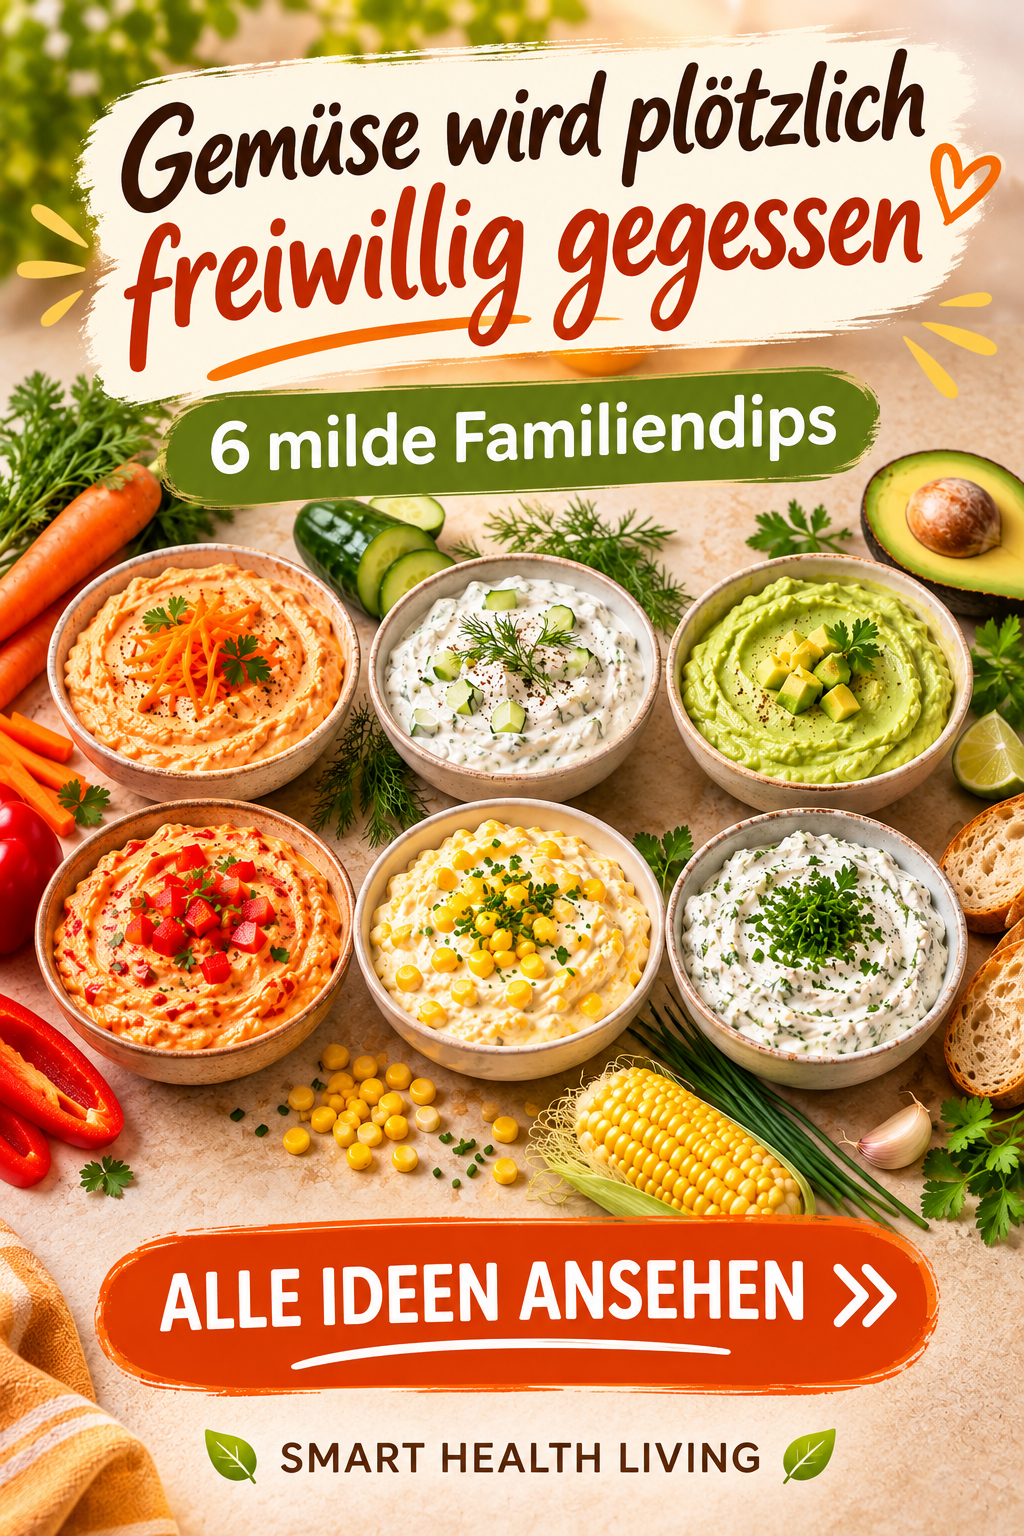 Gemüse wird plötzlich
freiwillig gegessen
6 milde Familiendips
ALLE IDEEN ANSEHEN
SMART HEALTH LIVING